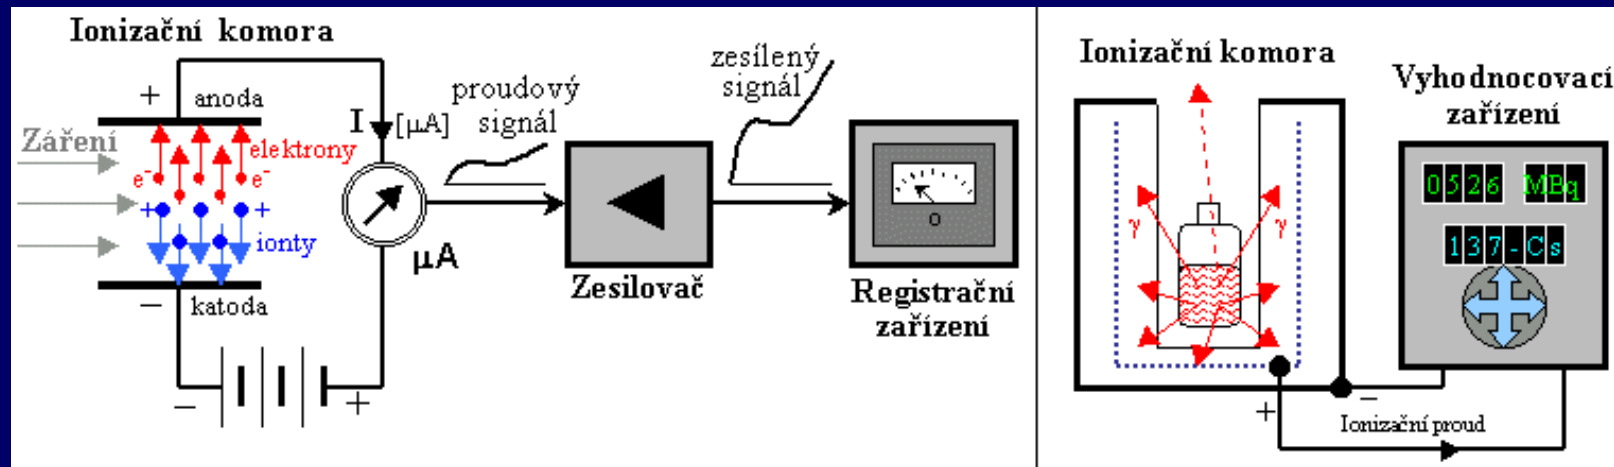 Ionizační komora
+
anoda
Záření
elektrony
e⁻ e⁻
+ +
ionty
−
katoda
− +
I [µA]
µA
proudový
signál
Zesilovač
zesílený
signál
0
Registrační
zařízení
Ionizační komora
γ γ
+
−
Ionizační proud
Vyhodnocovací
zařízení
0526 MBq
137-Cs